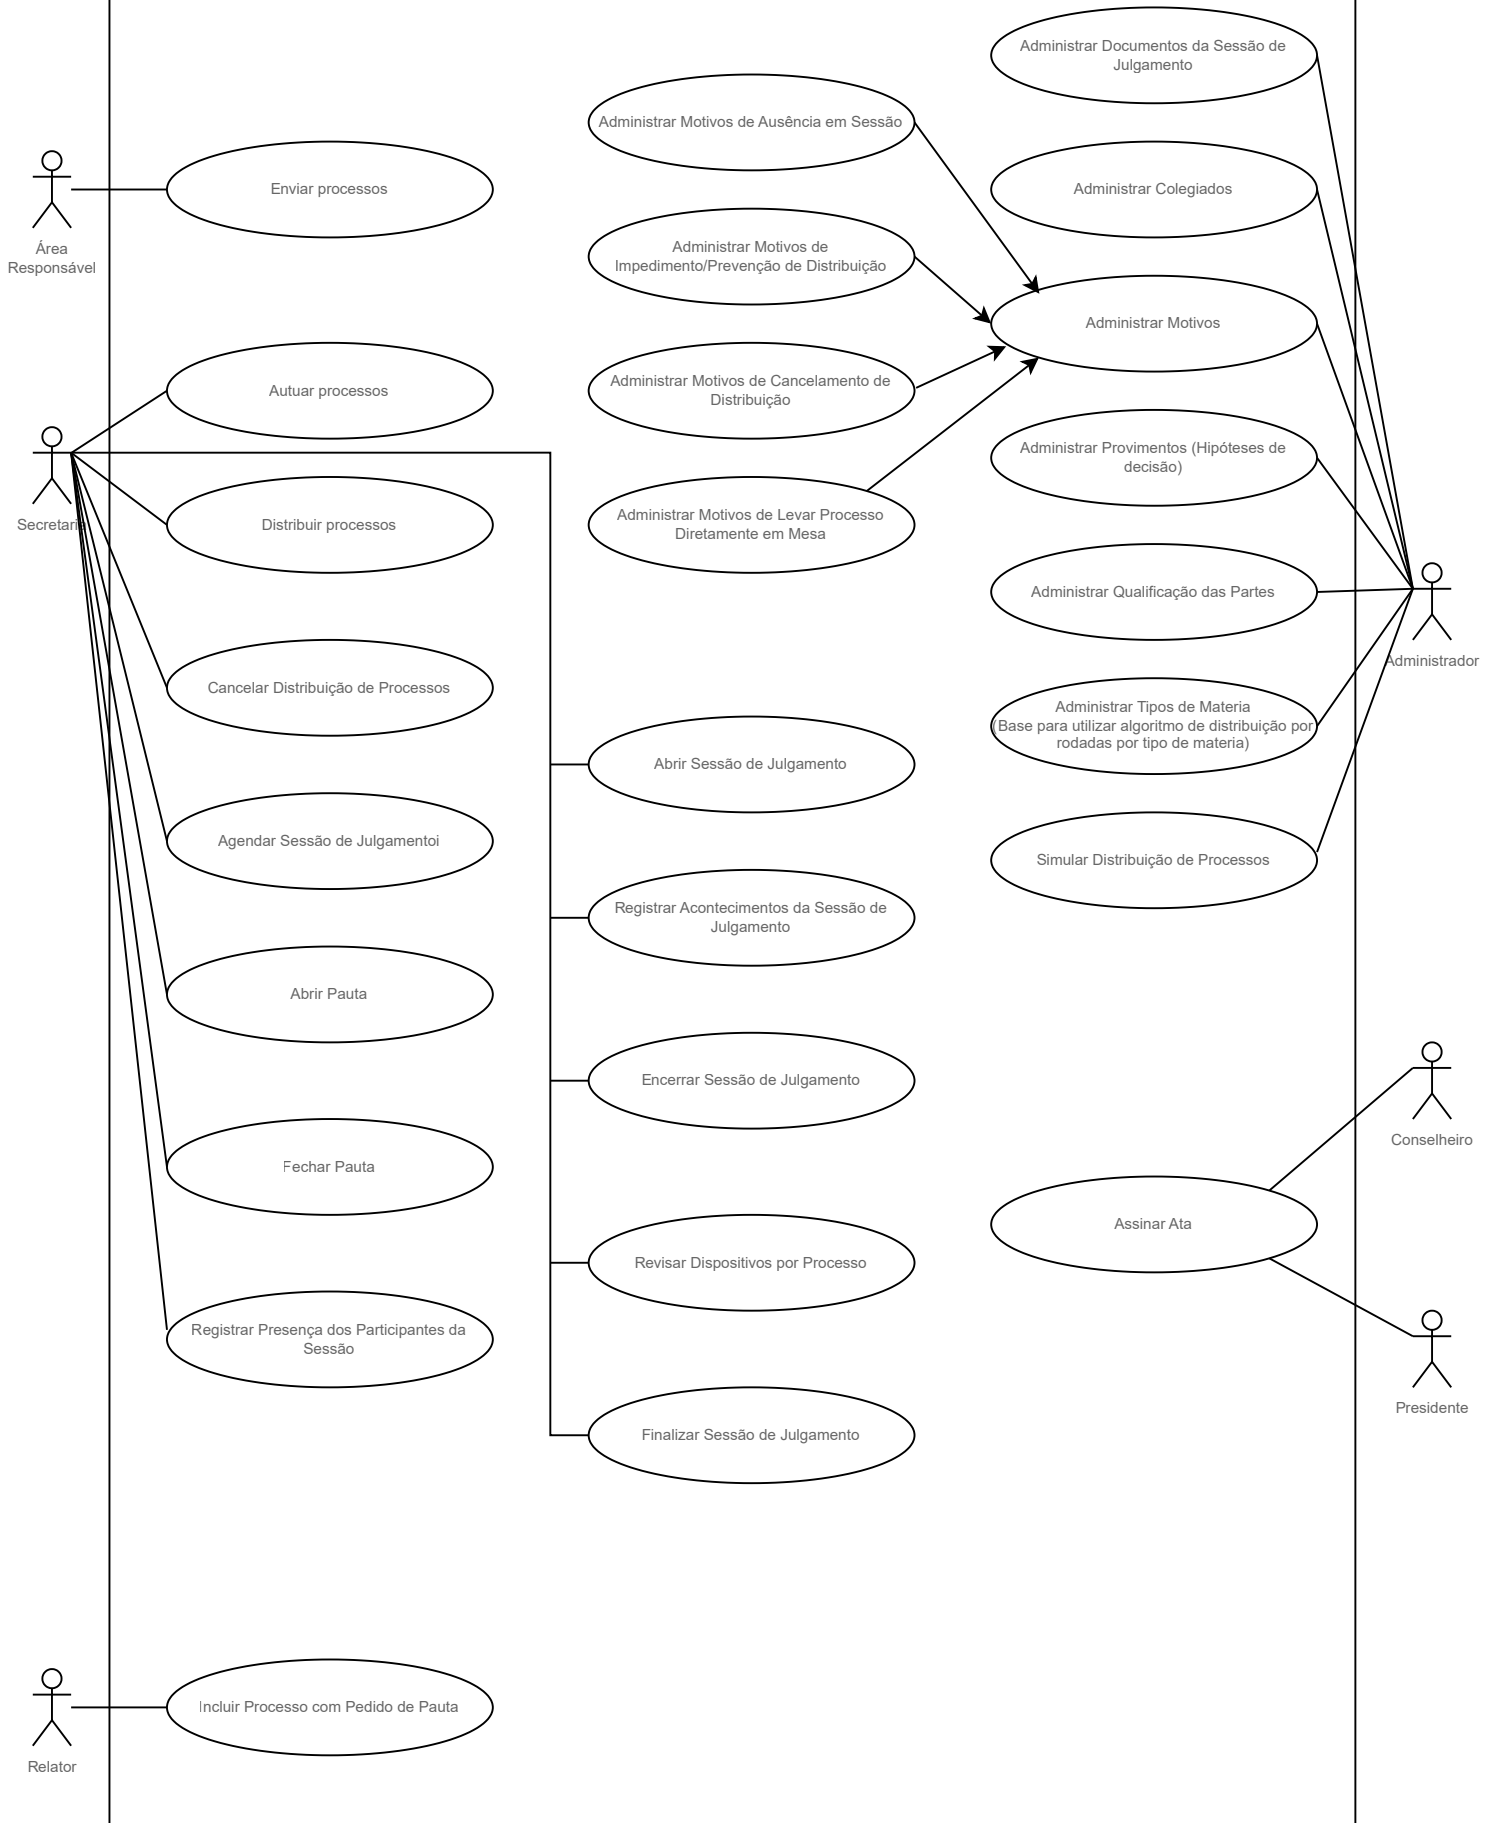 Administrar Documentos da Sessão de
Julgamento
Administrar Motivos de Ausência em Sessão
Enviar processos
Administrar Colegiados
Área
Responsável
Administrar Motivos de
Impedimento/Prevenção de Distribuição
Administrar Motivos
Autuar processos
Administrar Motivos de Cancelamento de
Distribuição
Administrar Provimentos (Hipóteses de
decisão)
Secretaria
Distribuir processos
Administrar Motivos de Levar Processo
Diretamente em Mesa
Administrar Qualificação das Partes
Administrador
Cancelar Distribuição de Processos
Administrar Tipos de Materia
(Base para utilizar algoritmo de distribuição por
rodadas por tipo de materia)
Abrir Sessão de Julgamento
Agendar Sessão de Julgamentoi
Simular Distribuição de Processos
Registrar Acontecimentos da Sessão de
Julgamento
Abrir Pauta
Encerrar Sessão de Julgamento
Conselheiro
Fechar Pauta
Assinar Ata
Revisar Dispositivos por Processo
Registrar Presença dos Participantes da
Sessão
Presidente
Finalizar Sessão de Julgamento
Incluir Processo com Pedido de Pauta
Relator